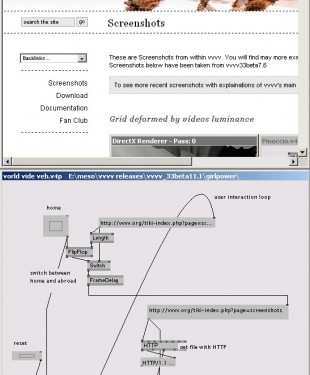 search the site
go
Screenshots
Backlinks...
These are Screenshots from within vvvv. You will find may more exa
Screenshots below have been taken from vvvv33beta7.6
To see more recent screenshots with explainations of vvvv's main
Screenshots
Download
Documentation
Fan Club
Grid deformed by videos luminance
DirectX Renderer - Pass: 0
Pinoccio.v4
world vide veb.v4p E:\meso\vvvv releases\vvvv_33beta11.1\girlpower\
user interaction loop
home
http://vvvv.org/tiki-index.php?page=sc...
Length
FlipFlop
Switch
switch between
home and abroad
FrameDelay
http://vvvv.org/tiki-index.php?page=screenshots
reset
HTTP
get file with HTTP
HTTP/1.1 ...